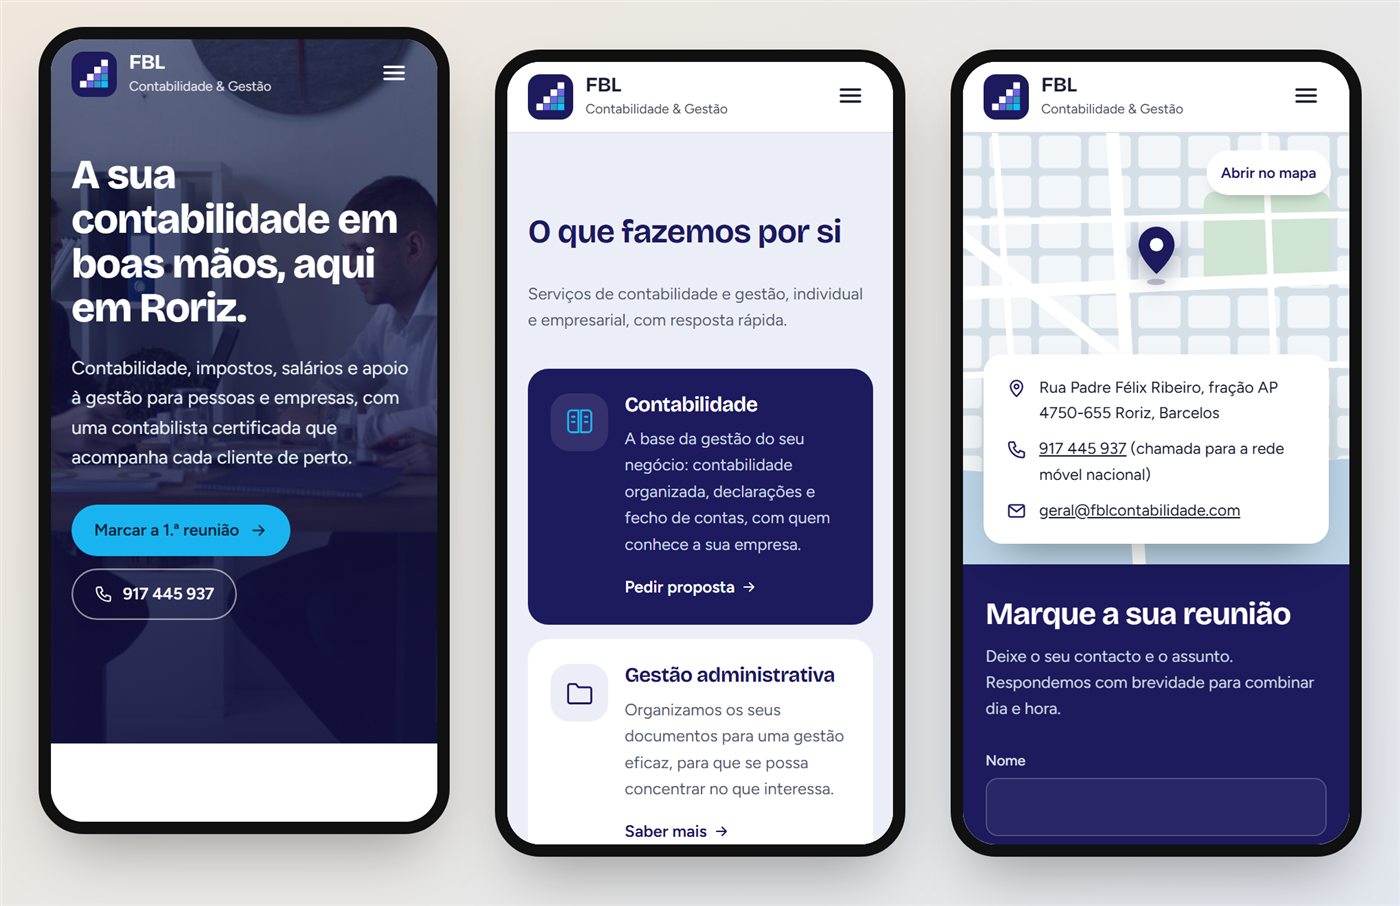 FBL
Contabilidade & Gestão
A sua
contabilidade em
boas mãos, aqui
em Roriz.
Contabilidade, impostos, salários e apoio
à gestão para pessoas e empresas, com
uma contabilista certificada que
acompanha cada cliente de perto.
Marcar a 1.ª reunião →
917 445 937
FBL
Contabilidade & Gestão
O que fazemos por si
Serviços de contabilidade e gestão, individual
e empresarial, com resposta rápida.
Contabilidade
A base da gestão do seu
negócio: contabilidade
organizada, declarações e
fecho de contas, com quem
conhece a sua empresa.
Pedir proposta →
Gestão administrativa
Organizamos os seus
documentos para uma gestão
eficaz, para que se possa
concentrar no que interessa.
Saber mais →
FBL
Contabilidade & Gestão
Abrir no mapa
Rua Padre Félix Ribeiro, fração AP
4750-655 Roriz, Barcelos
917 445 937 (chamada para a rede
móvel nacional)
geral@fblcontabilidade.com
Marque a sua reunião
Deixe o seu contacto e o assunto.
Respondemos com brevidade para combinar
dia e hora.
Nome